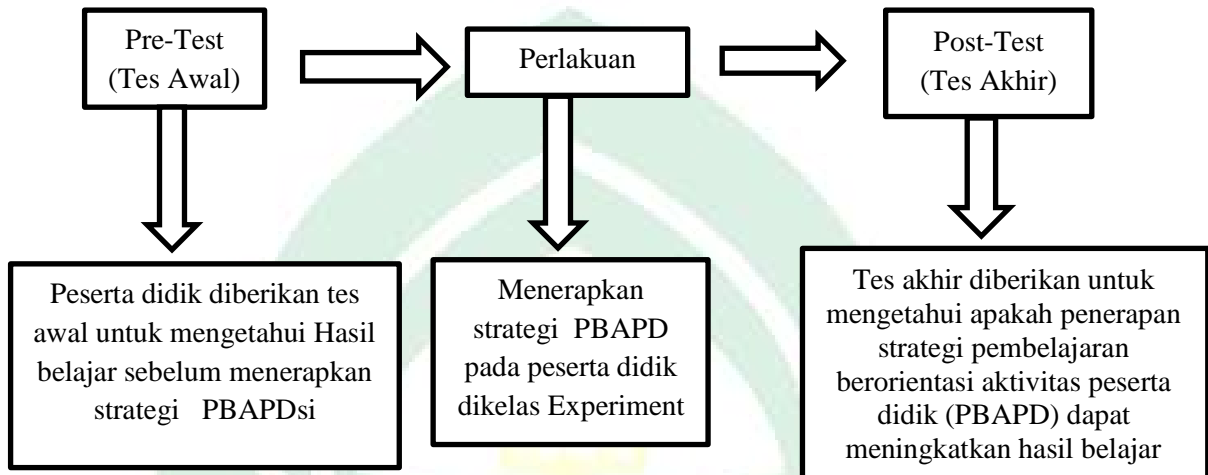 Pre-Test
(Tes Awal)
Perlakuan
Post-Test
(Tes Akhir)
Peserta didik diberikan tes
awal untuk mengetahui Hasil
belajar sebelum menerapkan
strategi PBAPDsi
Menerapkan
strategi PBAPD
pada peserta didik
dikelas Experiment
Tes akhir diberikan untuk
mengetahui apakah penerapan
strategi pembelajaran
berorientasi aktivitas peserta
didik (PBAPD) dapat
meningkatkan hasil belajar